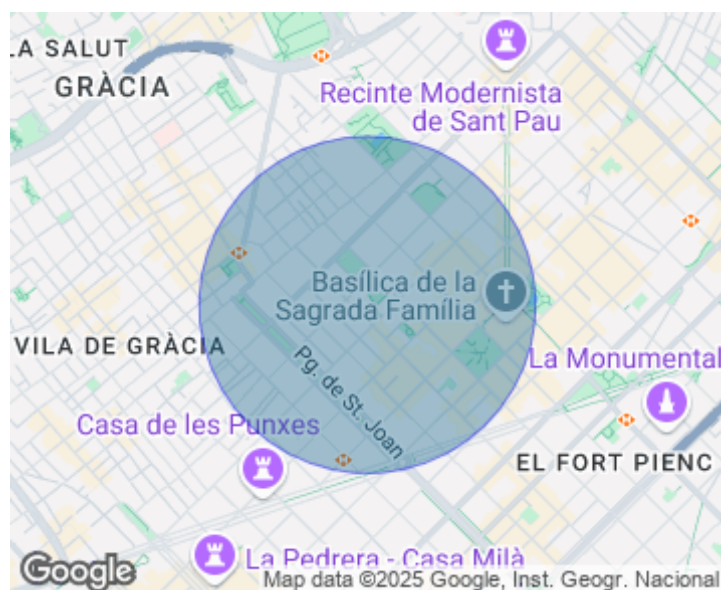 LA SALUT
GRÀCIA
Recinte Modernista
de Sant Pau
Basílica de la
Sagrada Família
VILA DE GRÀCIA
Pg. de St. Joan
La Monumental
Casa de les Punxes
EL FORT PIENC
La Pedrera - Casa Milà
Google
Map data ©2025 Google, Inst. Geogr. Nacional